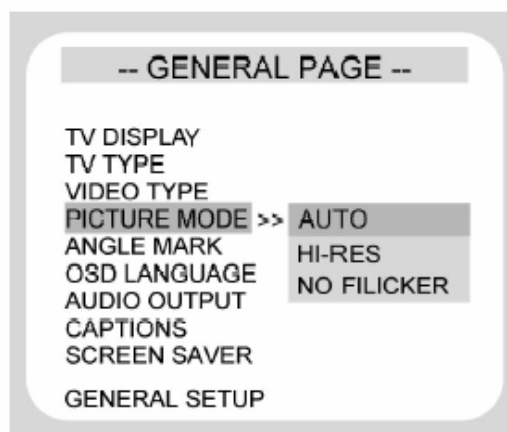 -- GENERAL PAGE --
TV DISPLAY
TV TYPE
VIDEO TYPE
PICTURE MODE >> AUTO
ANGLE MARK
HI-RES
OSD LANGUAGE
NO FILICKER
AUDIO OUTPUT
CAPTIONS
SCREEN SAVER
GENERAL SETUP